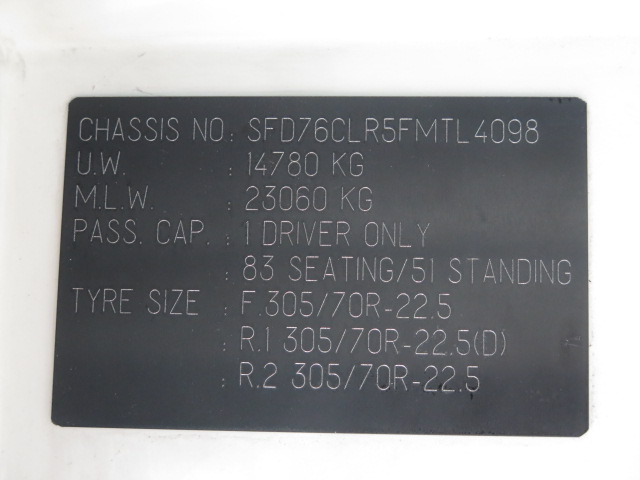 CHASSIS NO: SFD76CLR5FMTL4098
U.W. : 14780 KG
M.L.W. : 23060 KG
PASS. CAP. : 1 DRIVER ONLY
: 83 SEATING/51 STANDING
TYRE SIZE : F.305/70R-22.5
: R.1 305/70R-22.5(D)
: R.2 305/70R-22.5